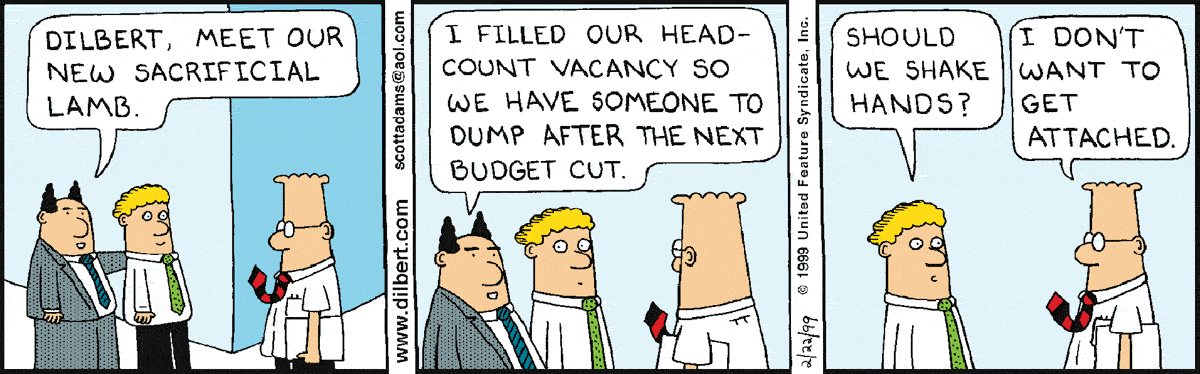 DILBERT, MEET OUR
NEW SACRIFICIAL
LAMB.
www.dilbert.com scottadams@aol.com
I FILLED OUR HEAD-
COUNT VACANCY SO
WE HAVE SOMEONE TO
DUMP AFTER THE NEXT
BUDGET CUT.
2/22/99 © 1999 United Feature Syndicate, Inc.
SHOULD
WE SHAKE
HANDS?
I DON'T
WANT TO
GET
ATTACHED.